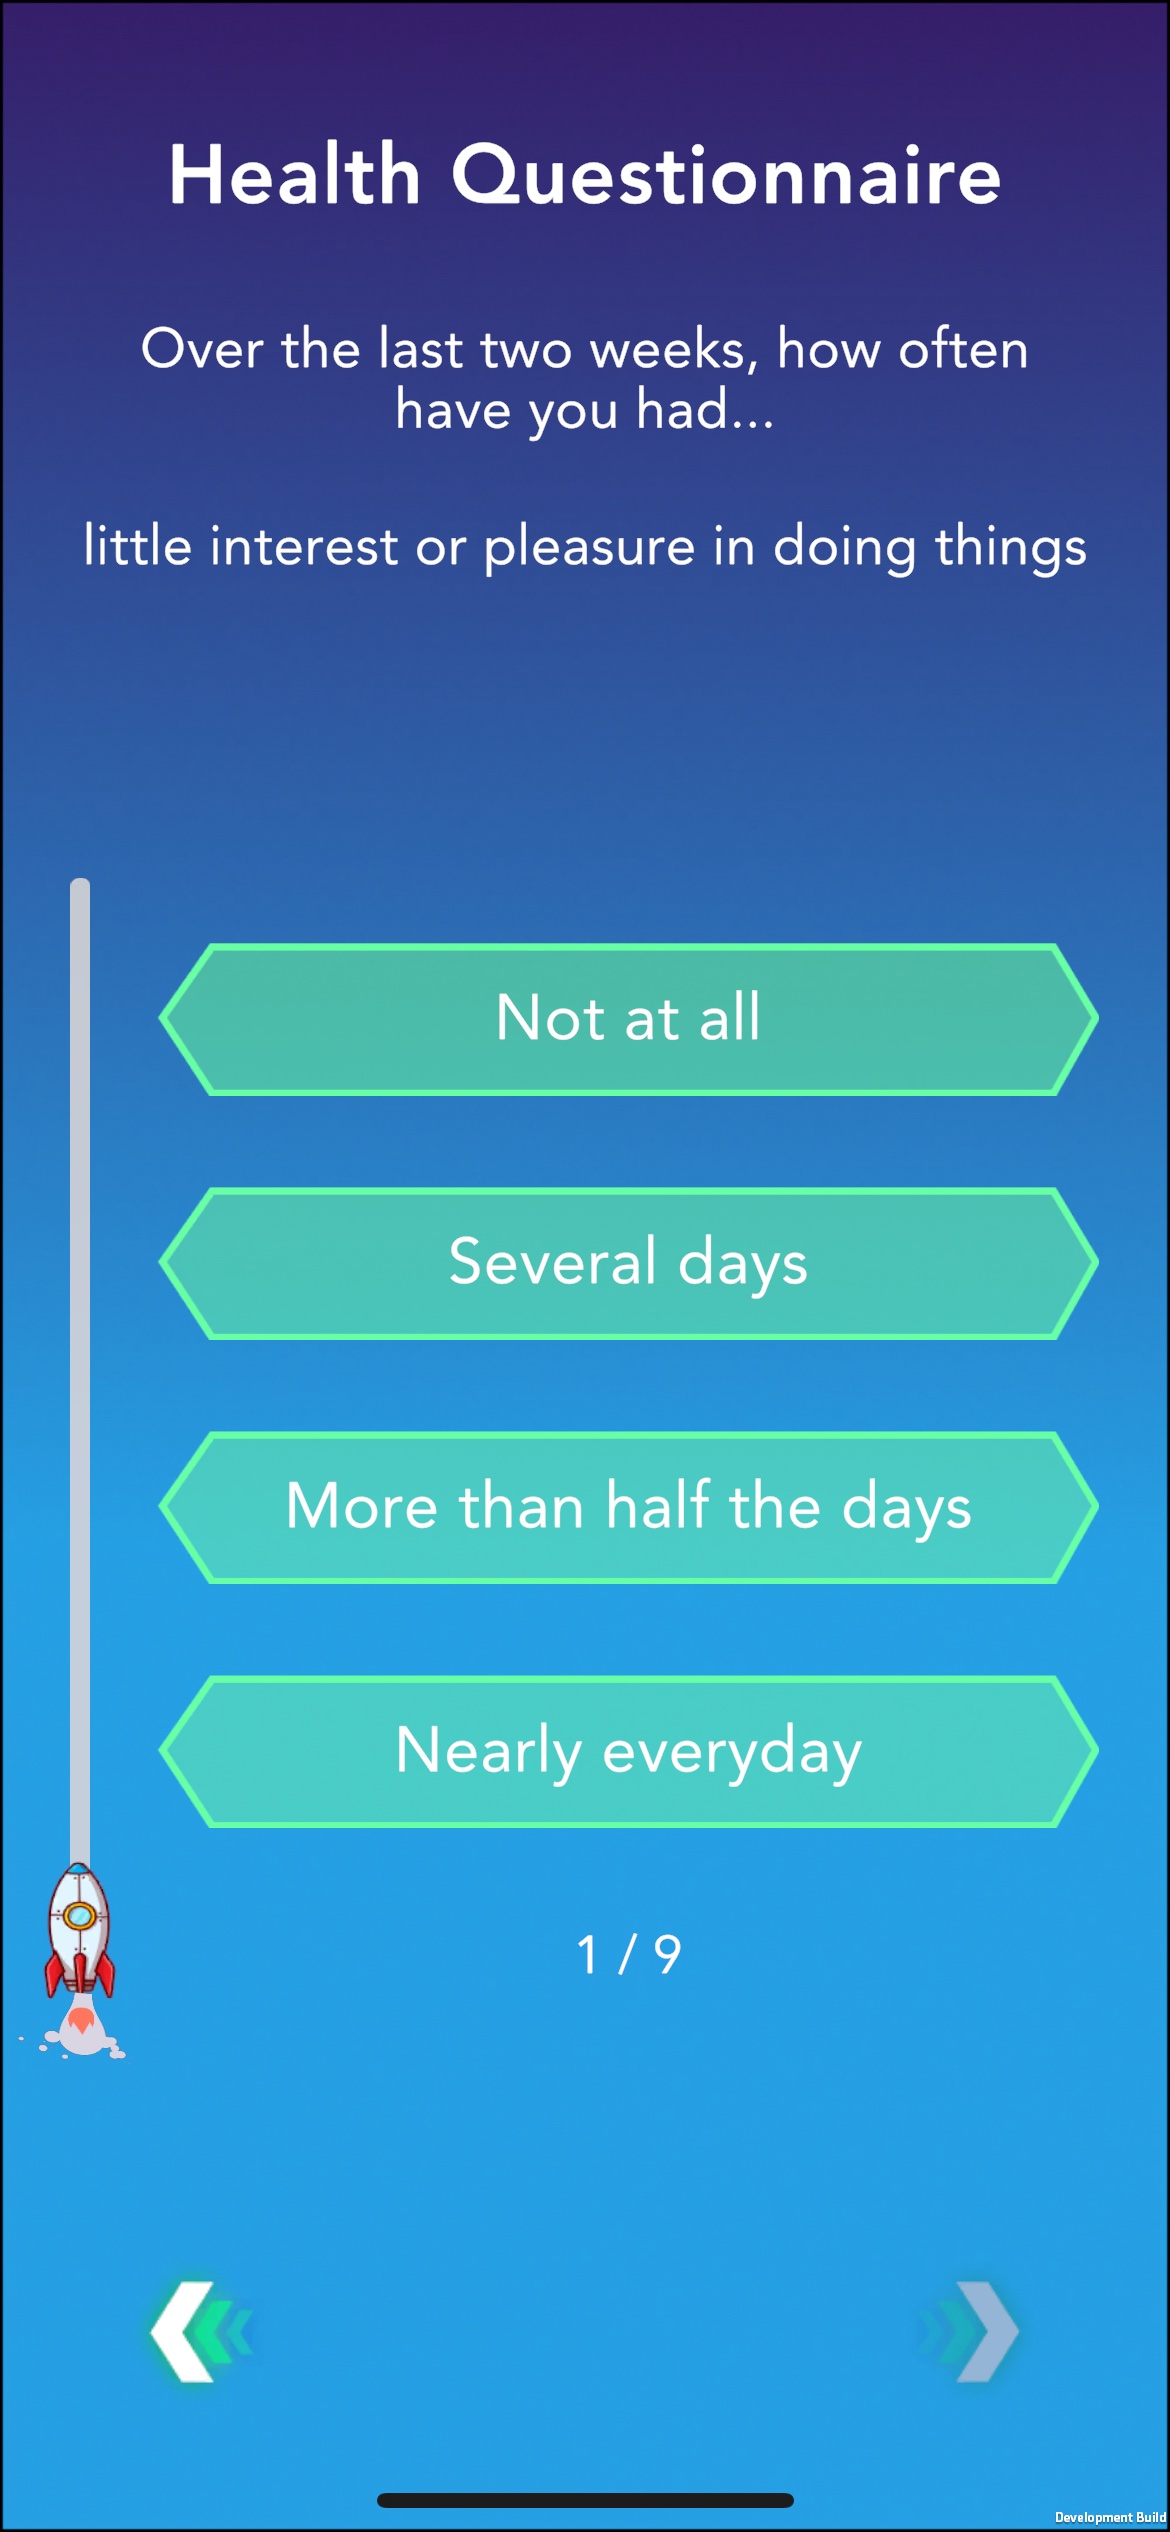 Health Questionnaire
Over the last two weeks, how often
have you had...
little interest or pleasure in doing things
Not at all
Several days
More than half the days
Nearly everyday
1 / 9
Development Build